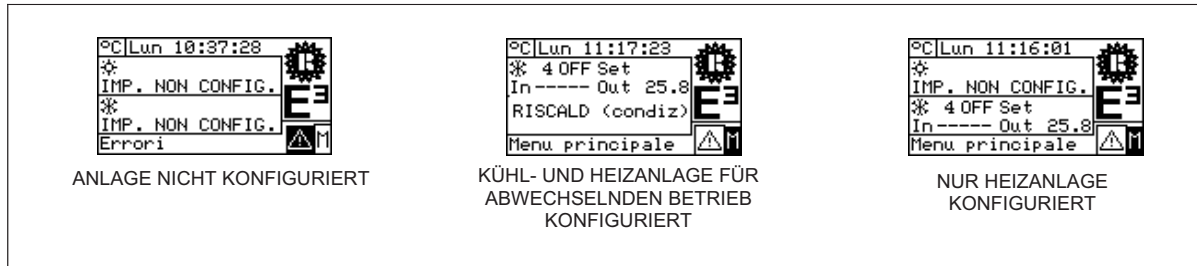 °C Lun 10:37:28
IMP. NON CONFIG.
IMP. NON CONFIG.
E³
Errori M
ANLAGE NICHT KONFIGURIERT
°C Lun 11:17:23
4 OFF Set
In ----- Out 25.8
E³
RISCALD (condiz)
Menu principale M
KÜHL- UND HEIZANLAGE FÜR
ABWECHSELNDEN BETRIEB
KONFIGURIERT
°C Lun 11:16:01
IMP. NON CONFIG.
E³
4 OFF Set
In ----- Out 25.8
Menu principale M
NUR HEIZANLAGE
KONFIGURIERT